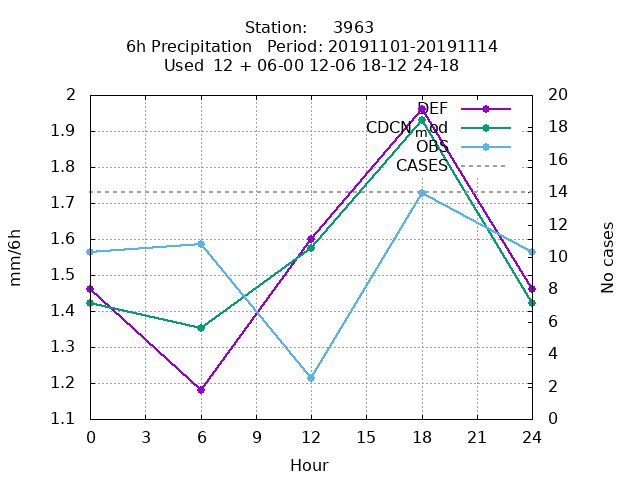 Station: 3963
6h Precipitation Period: 20191101-20191114
Used 12 + 06-00 12-06 18-12 24-18
2 20
1.9 18
1.8 16
1.7 14
1.6 12
1.5 10
1.4 8
1.3 6
1.2 4
1.1 2
0
DEF
CDCN_mod
OBS
CASES
mm/6h
No cases
0 3 6 9 12 15 18 21 24
Hour